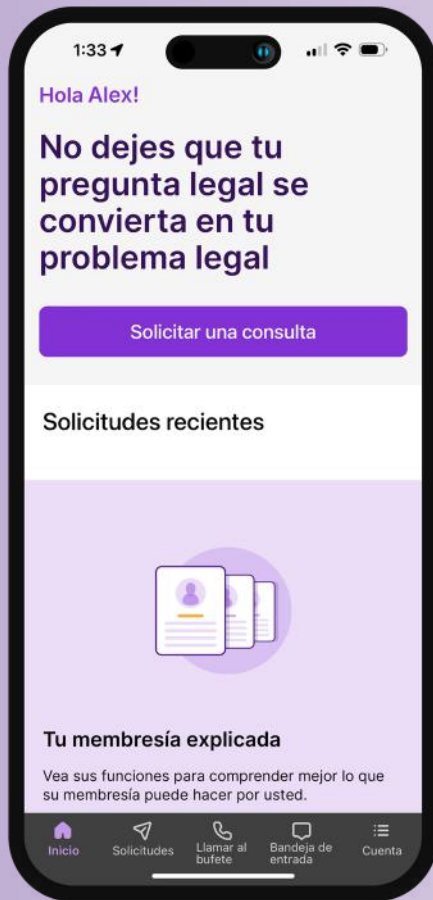 1:33
Hola Alex!
No dejes que tu
pregunta legal se
convierta en tu
problema legal
Solicitar una consulta
Solicitudes recientes
Tu membresía explicada
Vea sus funciones para comprender mejor lo que
su membresía puede hacer por usted.
Inicio
Solicitudes
Llamar al
bufete
Bandeja de
entrada
Cuenta